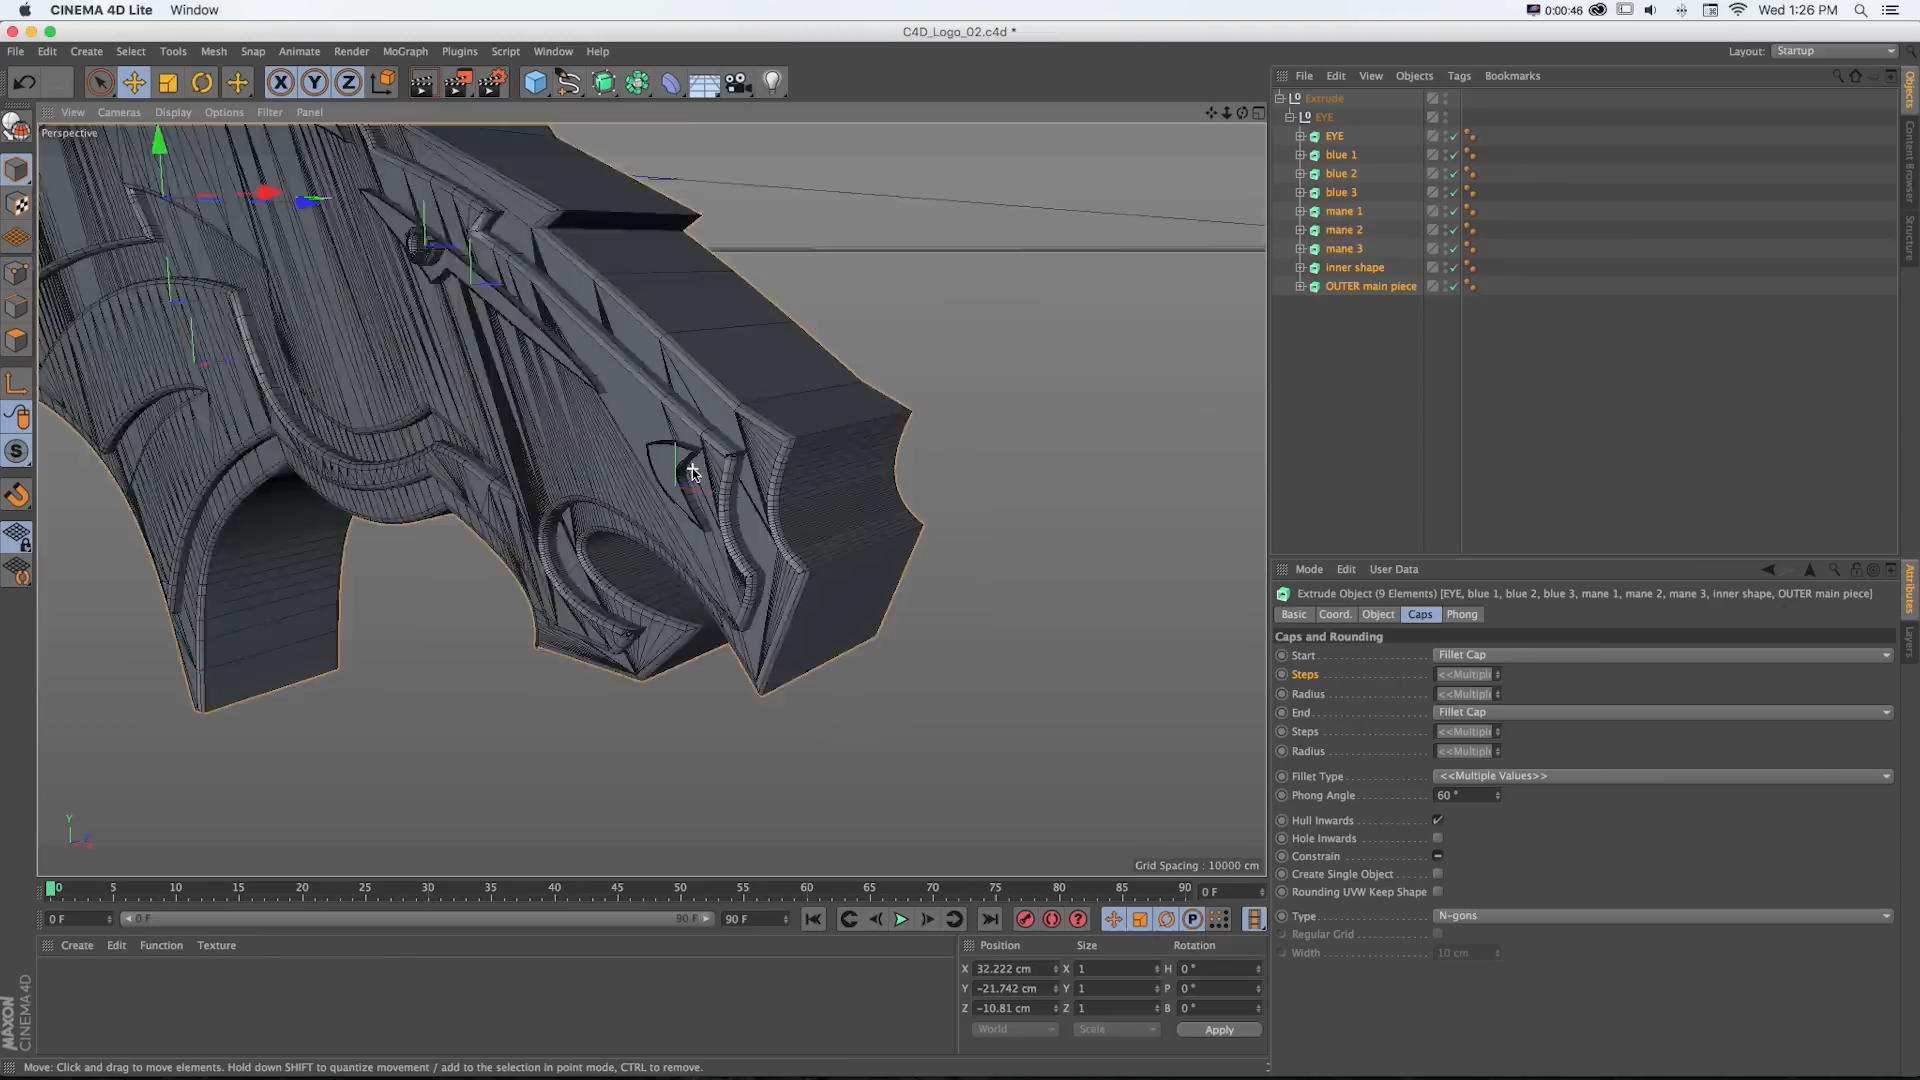 CINEMA 4D Lite Window
0:00:46 Wed 1:26 PM
C4D_Logo_02.c4d *
File Edit Create Select Tools Mesh Snap Animate Render MoGraph Plugins Script Window Help
Layout: Startup
X Y Z
View Cameras Display Options Filter Panel
Perspective
Grid Spacing : 10000 cm
Y
File Edit View Objects Tags Bookmarks
Extrude
EYE
EYE
blue 1
blue 2
blue 3
mane 1
mane 2
mane 3
inner shape
OUTER main piece
Objects
Content Browser
Structure
Mode Edit User Data
Extrude Object (9 Elements) [EYE, blue 1, blue 2, blue 3, mane 1, mane 2, mane 3, inner shape, OUTER main piece]
Basic Coord. Object Caps Phong
Caps and Rounding
Start Fillet Cap
Steps <<Multipl
Radius <<Multipl
End Fillet Cap
Steps <<Multipl
Radius <<Multipl
Fillet Type <<Multiple Values>>
Phong Angle 60 °
Hull Inwards
Hole Inwards
Constrain
Create Single Object
Rounding UVW Keep Shape
Type N-gons
Regular Grid
Width 10 cm
Attributes
Layers
0 5 10 15 20 25 30 35 40 45 50 55 60 65 70 75 80 85 90 0 F
0 F 0 F 90 F 90 F
Create Edit Function Texture
Position Size Rotation
X 32.222 cm X 1 H 0 °
Y -21.742 cm Y 1 P 0 °
Z -10.81 cm Z 1 B 0 °
World Scale Apply
MAXON CINEMA 4D
Move: Click and drag to move elements. Hold down SHIFT to quantize movement / add to the selection in point mode, CTRL to remove.